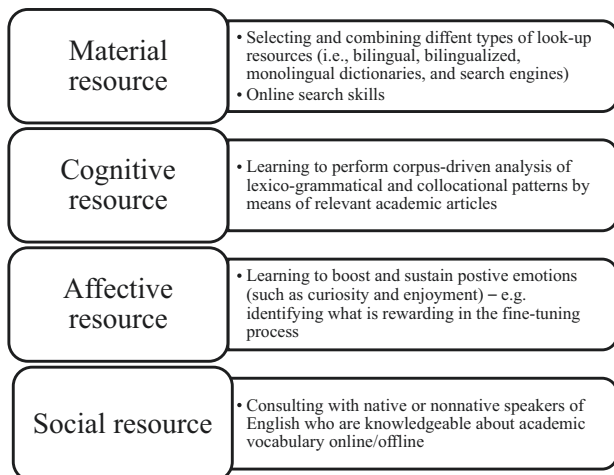 Material
resource
• Selecting and combining diffent types of look-up
resources (i.e., bilingual, bilingualized,
monolingual dictionaries, and search engines)
• Online search skills
Cognitive
resource
• Learning to perform corpus-driven analysis of
lexico-grammatical and collocational patterns by
means of relevant academic articles
Affective
resource
• Learning to boost and sustain postive emotions
(such as curiosity and enjoyment) – e.g.
identifying what is rewarding in the fine-tuning
process
Social resource
• Consulting with native or nonnative speakers of
English who are knowledgeable about academic
vocabulary online/offline